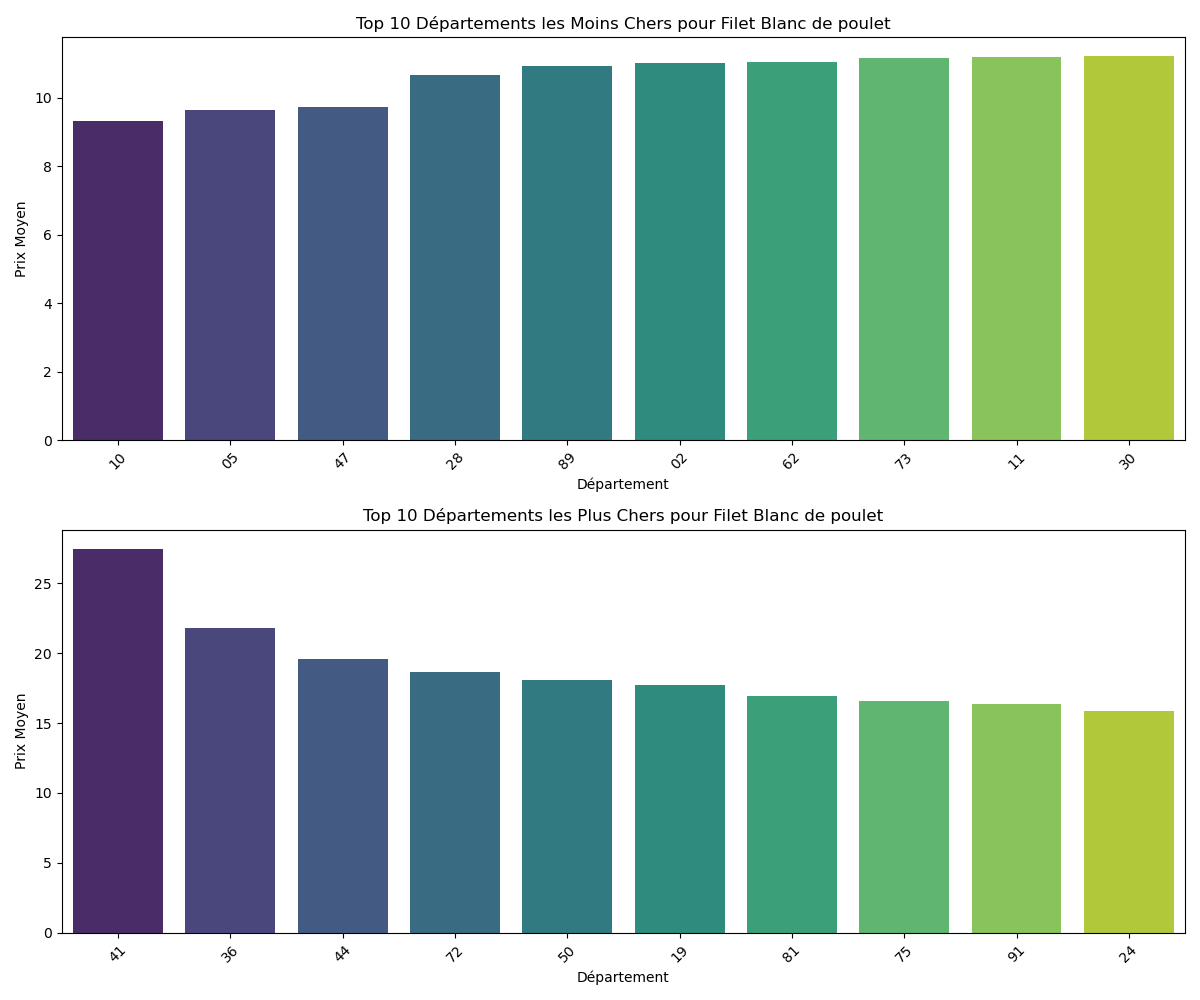 Top 10 Départements les Moins Chers pour Filet Blanc de poulet
10
8
6
4
2
0
Prix Moyen
10 05 47 28 89 02 62 73 11 30
Département
Top 10 Départements les Plus Chers pour Filet Blanc de poulet
25
20
15
10
5
0
Prix Moyen
41 36 44 72 50 19 81 75 91 24
Département